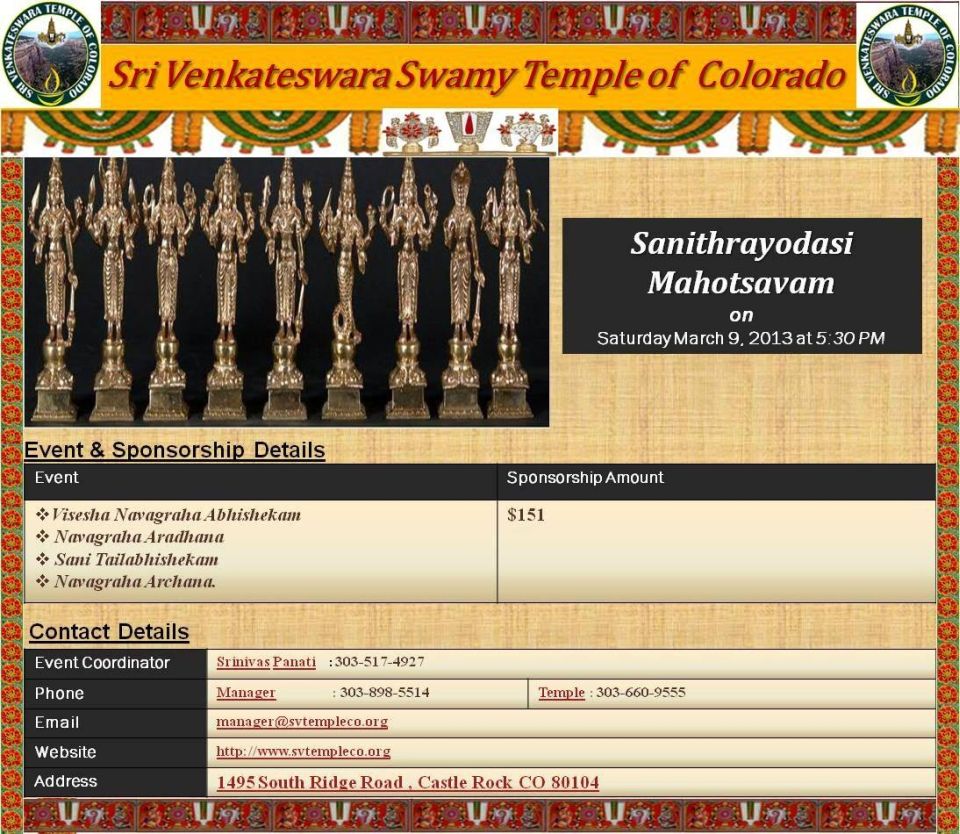 SRI VENKATESWARA TEMPLE OF COLORADO
Sri Venkateswara Swamy Temple of Colorado
SRI VENKATESWARA TEMPLE OF COLORADO
Sanithrayodasi
Mahotsavam
on
Saturday March 9, 2013 at 5:30 PM
Event & Sponsorship Details
Event Sponsorship Amount
❖Visesha Navagraha Abhishekam $151
❖ Navagraha Aradhana
❖ Sani Tailabhishekam
❖ Navagraha Archana.
Contact Details
Event Coordinator Srinivas Panati : 303-517-4927
Phone Manager : 303-898-5514 Temple : 303-660-9555
Email manager@svtempleco.org
Website http://www.svtempleco.org
Address 1495 South Ridge Road , Castle Rock CO 80104